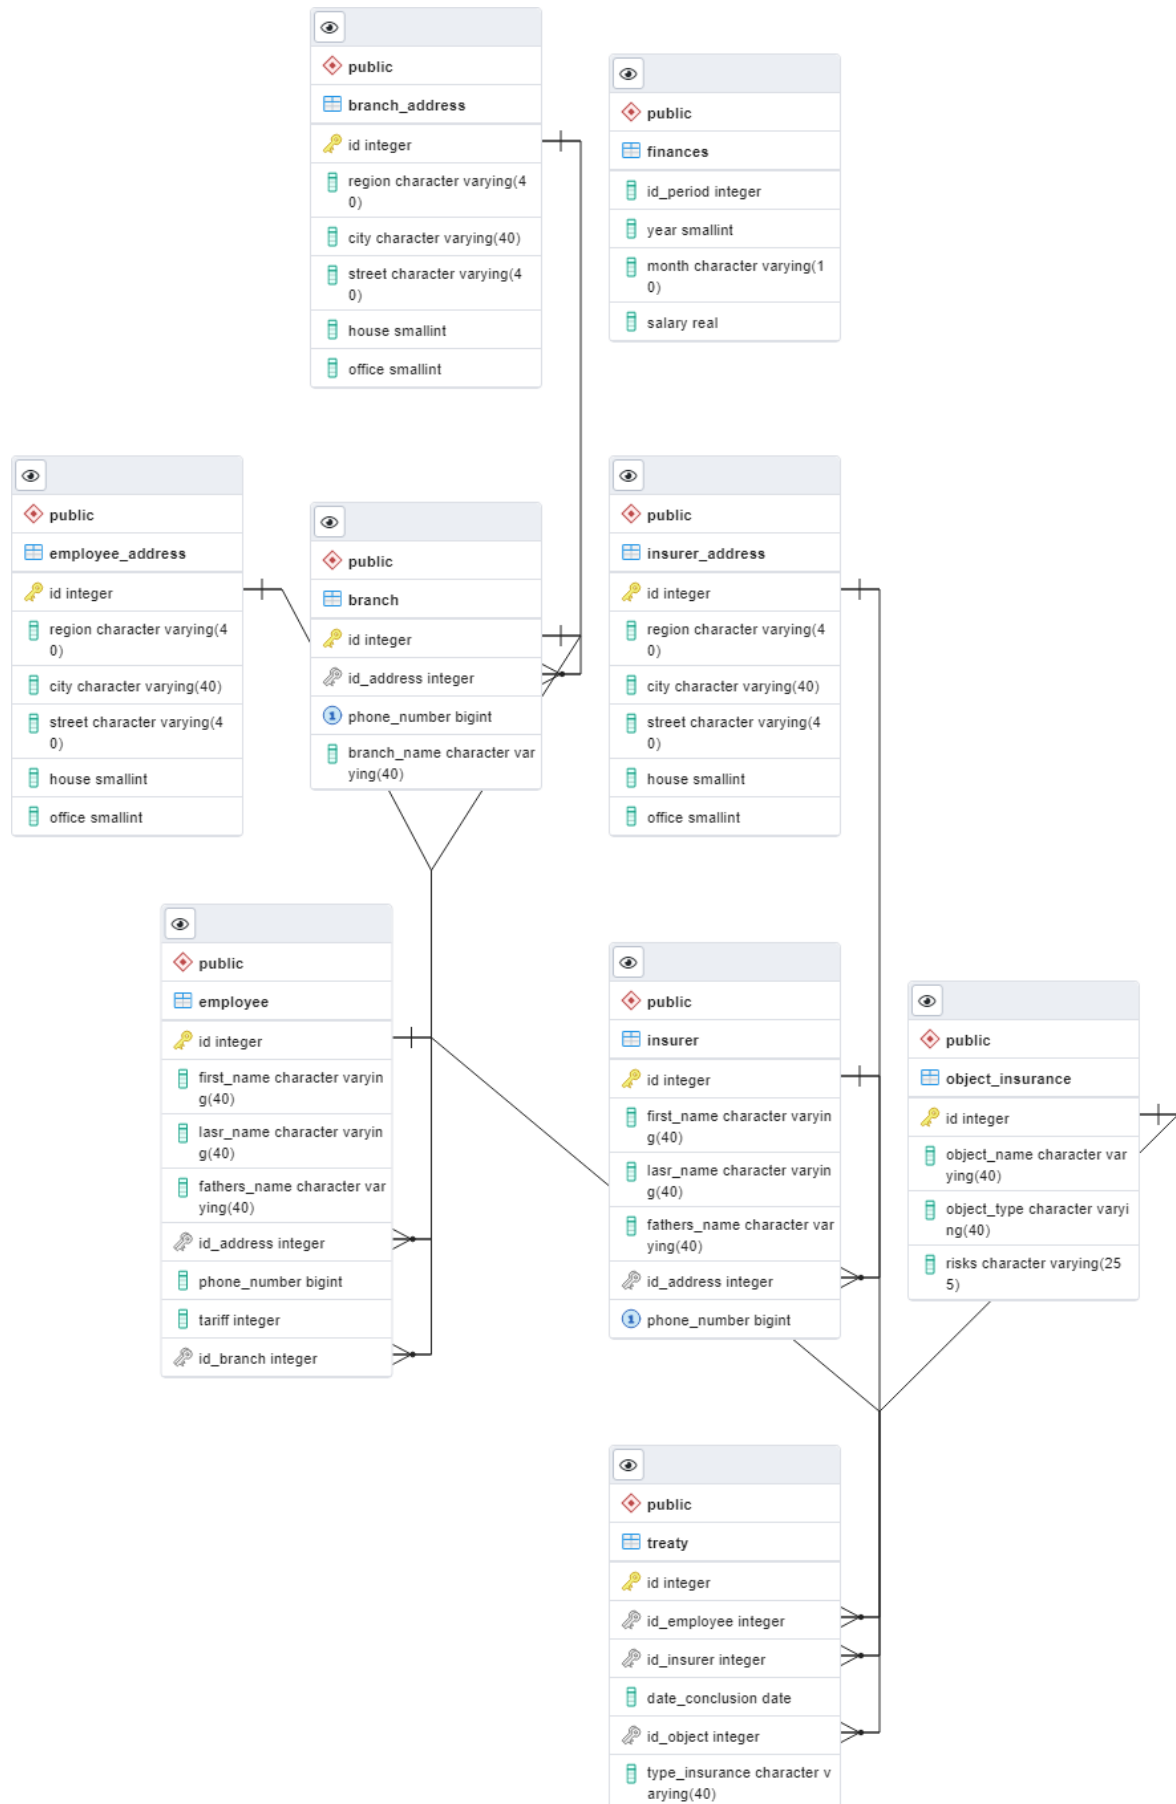 public
branch_address
id integer
region character varying(4
0)
city character varying(40)
street character varying(4
0)
house smallint
office smallint
public
finances
id_period integer
year smallint
month character varying(1
0)
salary real
public
employee_address
id integer
region character varying(4
0)
city character varying(40)
street character varying(4
0)
house smallint
office smallint
public
branch
id integer
id_address integer
1 phone_number bigint
branch_name character var
ying(40)
public
insurer_address
id integer
region character varying(4
0)
city character varying(40)
street character varying(4
0)
house smallint
office smallint
public
employee
id integer
first_name character varyin
g(40)
lasr_name character varyin
g(40)
fathers_name character var
ying(40)
id_address integer
phone_number bigint
tariff integer
id_branch integer
public
insurer
id integer
first_name character varyin
g(40)
lasr_name character varyin
g(40)
fathers_name character var
ying(40)
id_address integer
1 phone_number bigint
public
object_insurance
id integer
object_name character var
ying(40)
object_type character varyi
ng(40)
risks character varying(25
5)
public
treaty
id integer
id_employee integer
id_insurer integer
date_conclusion date
id_object integer
type_insurance character v
arying(40)